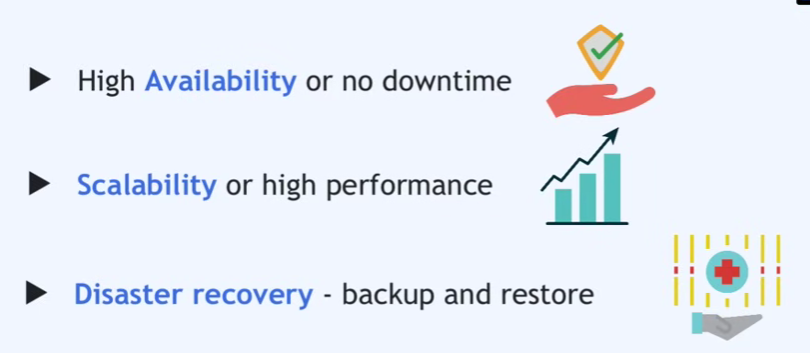 High Availability or no downtime
Scalability or high performance
Disaster recovery - backup and restore